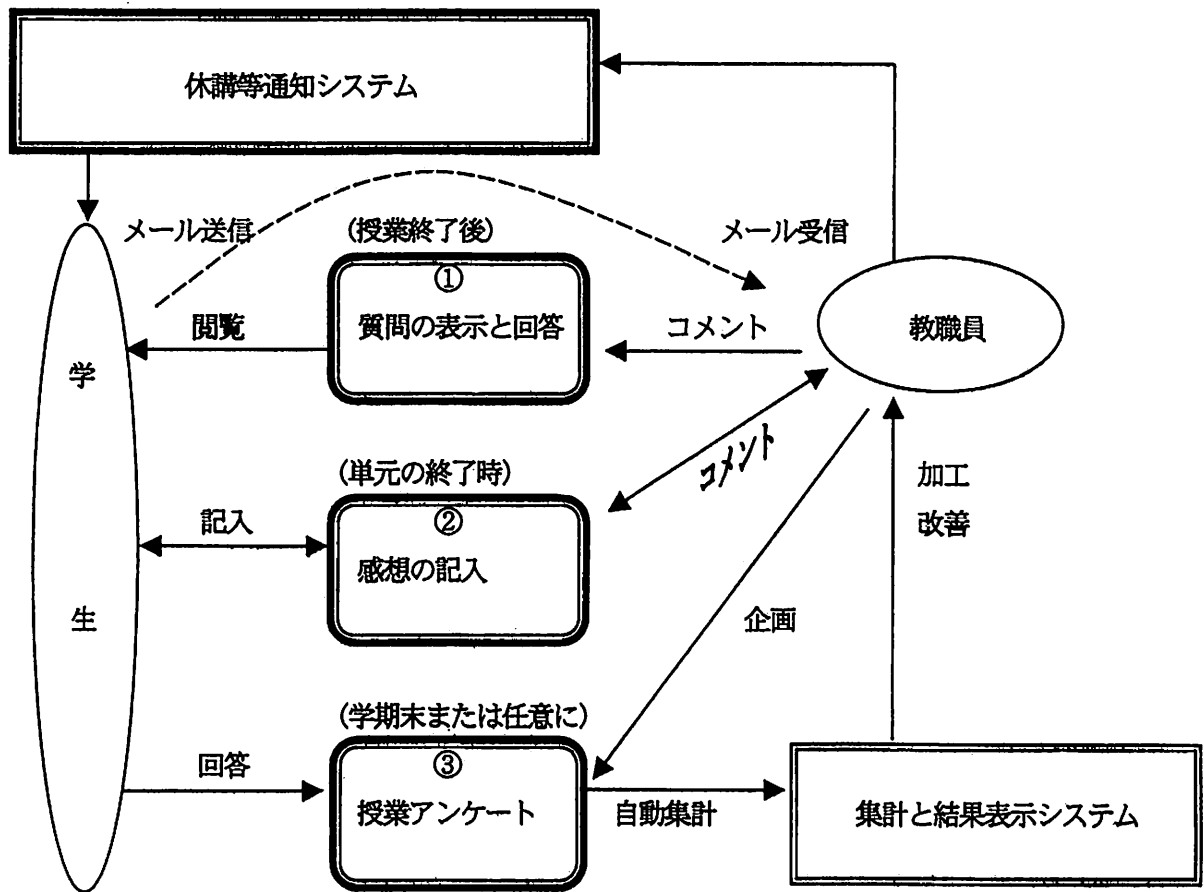 休講等通知システム
メール送信
(授業終了後)
メール受信
①
質問の表示と回答
閲覧
コメント
教職員
学
生
(単元の終了時)
コメント
②
感想の記入
記入
加工
改善
企画
(学期末または任意に)
③
授業アンケート
回答
自動集計
集計と結果表示システム